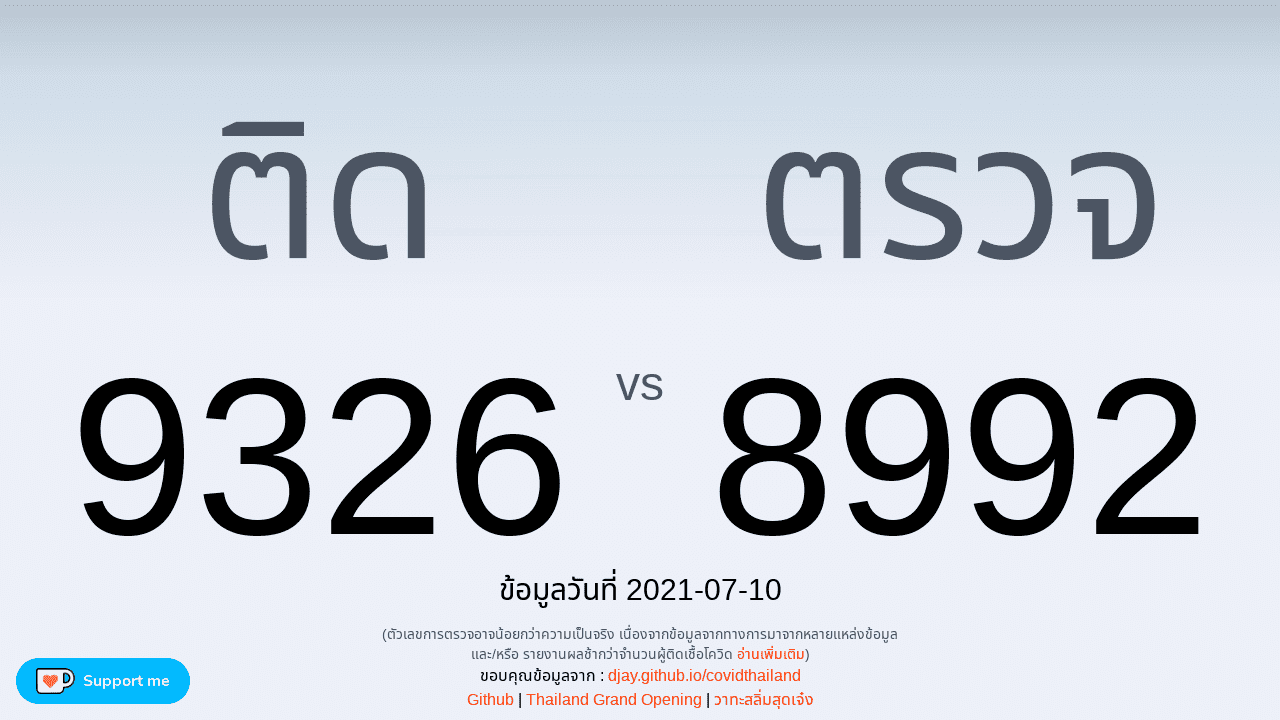 ติด
ตรวจ
9326
vs
8992
ข้อมูลวันที่ 2021-07-10
(ตัวเลขการตรวจอาจน้อยกว่าความเป็นจริง เนื่องจากข้อมูลจากทางการมาจากหลายแหล่งข้อมูล
และ/หรือ รายงานผลช้ากว่าจำนวนผู้ติดเชื้อโควิด อ่านเพิ่มเติม)
ขอบคุณข้อมูลจาก : djay.github.io/covidthailand
Github | Thailand Grand Opening | วาทะสลิ่มสุดเจ๋ง
Support me